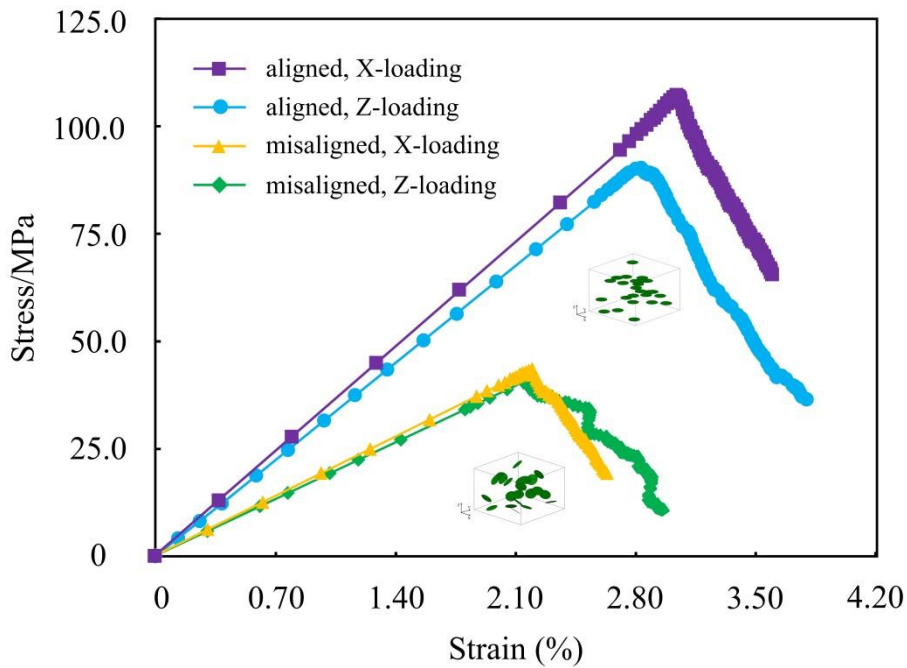 125.0
100.0
75.0
50.0
25.0
0
Stress/MPa
aligned, X-loading
aligned, Z-loading
misaligned, X-loading
misaligned, Z-loading
0 0.70 1.40 2.10 2.80 3.50 4.20
Strain (%)